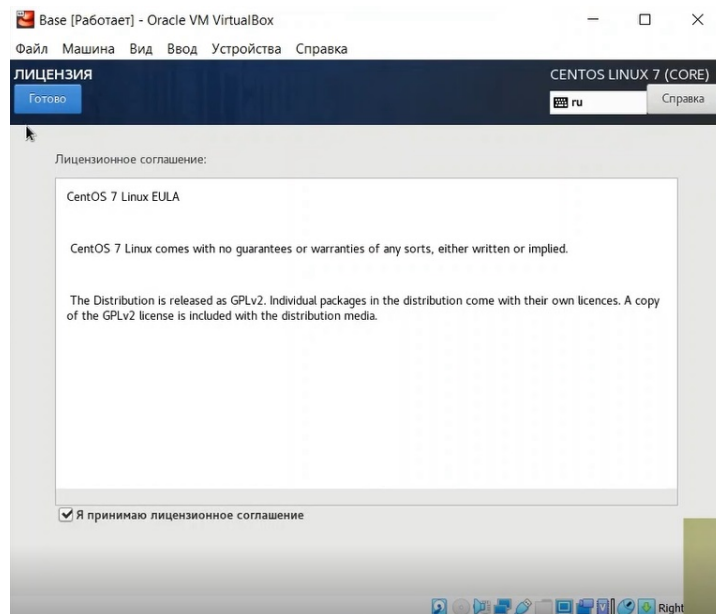 Base [Работает] - Oracle VM VirtualBox
Файл Машина Вид Ввод Устройства Справка
ЛИЦЕНЗИЯ
CENTOS LINUX 7 (CORE)
Готово
ru
Справка
Лицензионное соглашение:
CentOS 7 Linux EULA
CentOS 7 Linux comes with no guarantees or warranties of any sorts, either written or implied.
The Distribution is released as GPLv2. Individual packages in the distribution come with their own licences. A copy
of the GPLv2 license is included with the distribution media.
Я принимаю лицензионное соглашение
Right